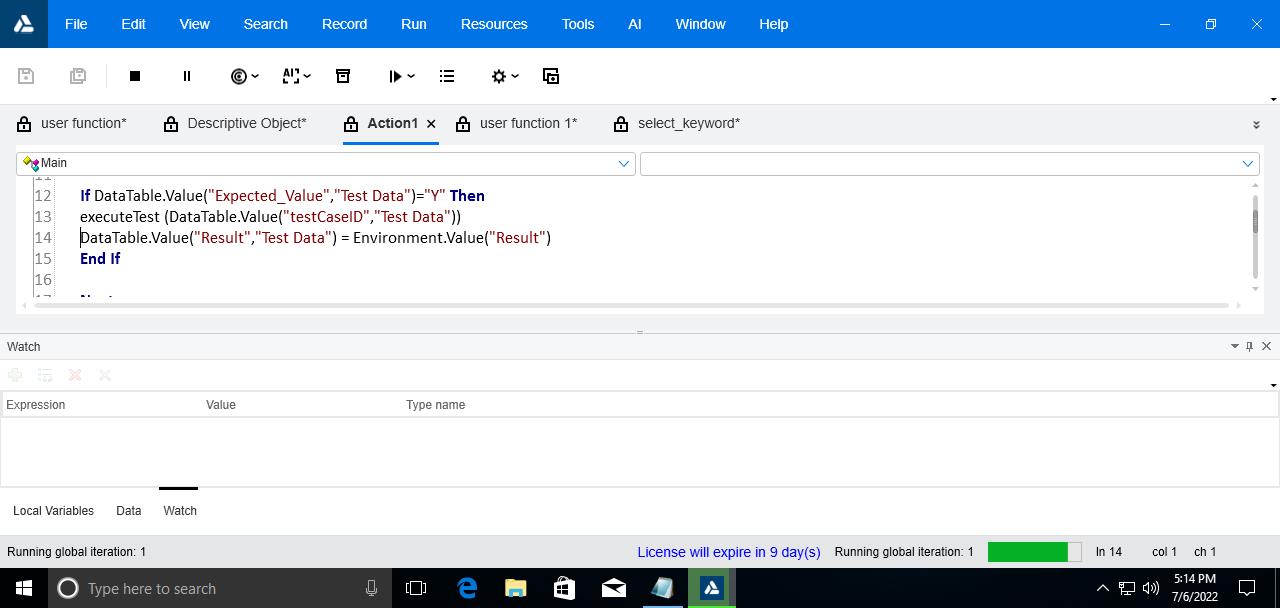 File Edit View Search Record Run Resources Tools AI Window Help
user function* Descriptive Object* Action1 user function 1* select_keyword*
Main
11
12 If DataTable.Value("Expected_Value","Test Data")="Y" Then
13 executeTest (DataTable.Value("testCaseID","Test Data"))
14 DataTable.Value("Result","Test Data") = Environment.Value("Result")
15 End If
16
17 Next
Watch
Expression Value Type name
Local Variables Data Watch
Running global iteration: 1 License will expire in 9 day(s) Running global iteration: 1 ln 14 col 1 ch 1
Type here to search
5:14 PM
7/6/2022